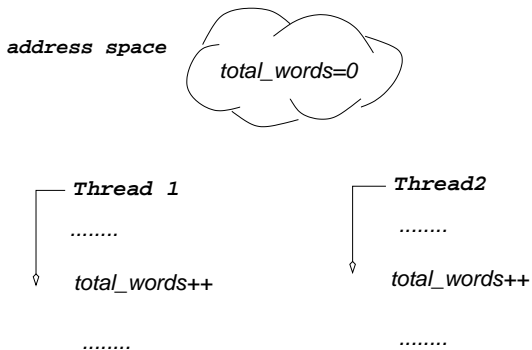 address space
total_words=0
Thread 1
........
total_words++
........
Thread2
........
total_words++
........